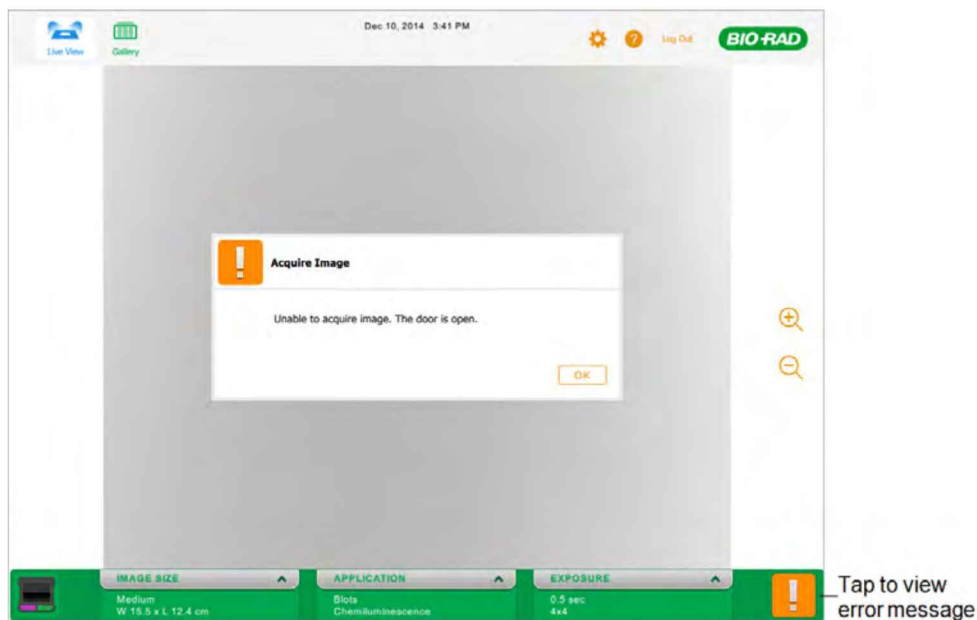 Dec 10, 2014 3:41 PM
Live View
Gallery
Log Out
BIO-RAD
Acquire Image
Unable to acquire image. The door is open.
OK
IMAGE SIZE
Medium
W 15.5 x L 12.4 cm
APPLICATION
Blots
Chemiluminescence
EXPOSURE
0.5 sec
4x4
Tap to view
error message